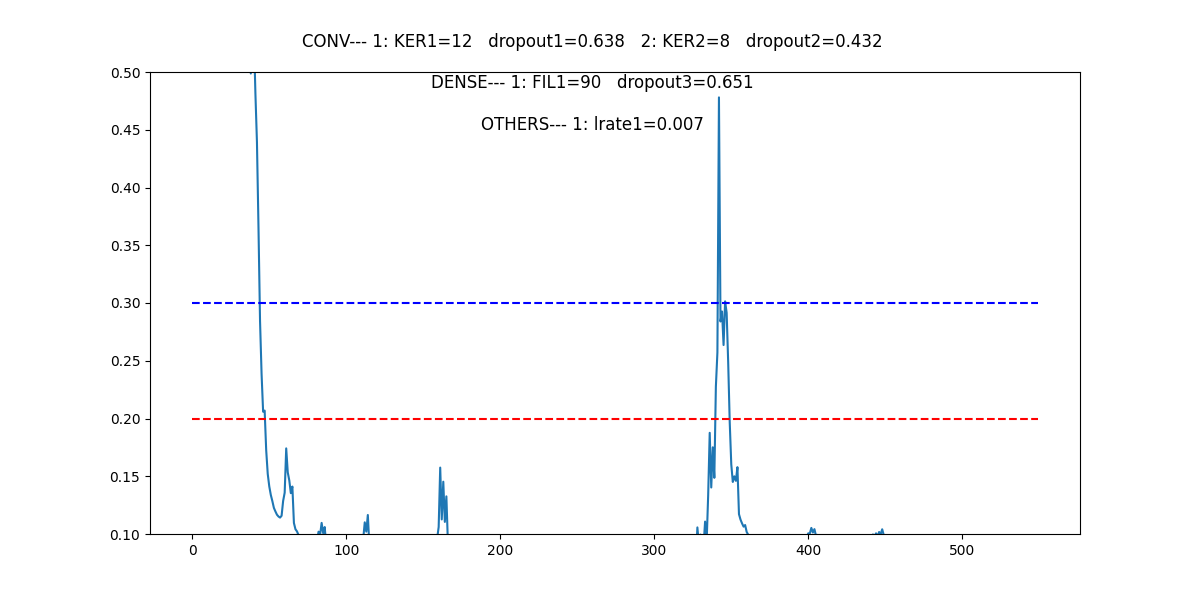 CONV--- 1: KER1=12   dropout1=0.638   2: KER2=8   dropout2=0.432
DENSE--- 1: FIL1=90   dropout3=0.651
OTHERS--- 1: lrate1=0.007
0.50
0.45
0.40
0.35
0.30
0.25
0.20
0.15
0.10
0 100 200 300 400 500